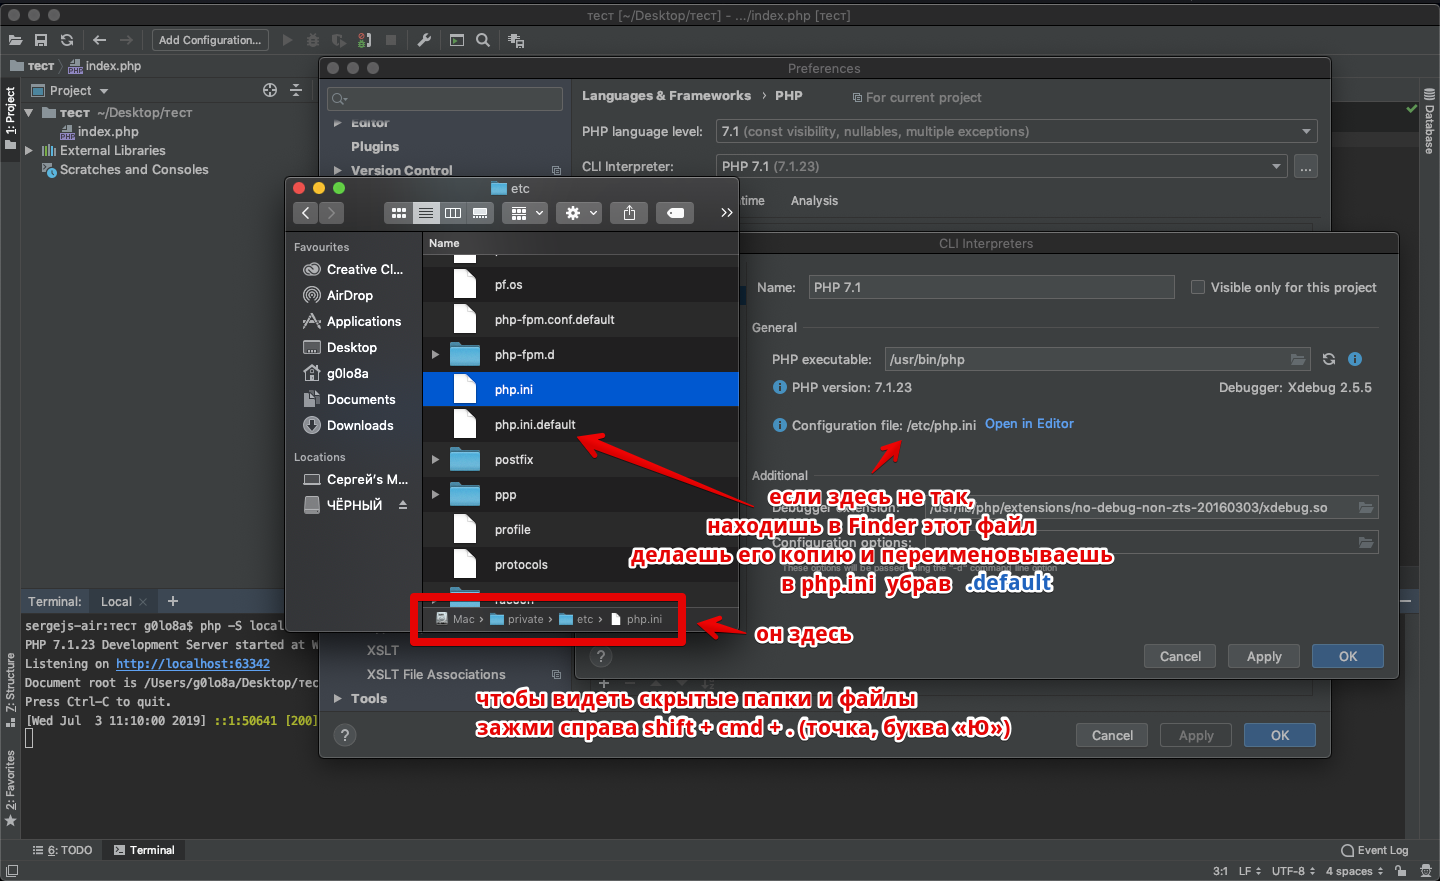 тест [~/Desktop/тест] - .../index.php [тест]
Add Configuration...
тест
index.php
Project
тест ~/Desktop/тест
index.php
External Libraries
Scratches and Consoles
1: Project
Z: Structure
2: Favorites
Database
Preferences
Editor
Plugins
Version Control
Languages & Frameworks › PHP
For current project
PHP language level:
7.1 (const visibility, nullables, multiple exceptions)
CLI Interpreter:
PHP 7.1 (7.1.23)
...
Analysis
etc
Favourites
Creative Cl...
AirDrop
Applications
Desktop
g0lo8a
Documents
Downloads
Locations
Сергей's M...
ЧЁРНЫЙ
Name
pf.os
php-fpm.conf.default
php-fpm.d
php.ini
php.ini.default
postfix
ppp
profile
protocols
Mac › private › etc › php.ini
CLI Interpreters
Name:
PHP 7.1
Visible only for this project
General
PHP executable:
/usr/bin/php
PHP version: 7.1.23
Debugger: Xdebug 2.5.5
Configuration file: /etc/php.ini
Open in Editor
Additional
Debugger extension:
/usr/lib/php/extensions/no-debug-non-zts-20160303/xdebug.so
Configuration options:
These options will be passed using the "-d" command line option
если здесь не так,
находишь в Finder этот файл
делаешь его копию и переименовываешь
в php.ini убрав .default
он здесь
?
Cancel
Apply
OK
XSLT
XSLT File Associations
Tools
чтобы видеть скрытые папки и файлы
зажми справа shift + cmd + . (точка, буква «Ю»)
?
Cancel
Apply
OK
Terminal:
Local
sergejs-air:тест g0lo8a$ php -S local
PHP 7.1.23 Development Server started at W
Listening on http://localhost:63342
Document root is /Users/g0lo8a/Desktop/тес
Press Ctrl-C to quit.
[Wed Jul  3 11:10:00 2019] ::1:50641 [200]
6: TODO
Terminal
Event Log
3:1
LF
UTF-8
4 spaces